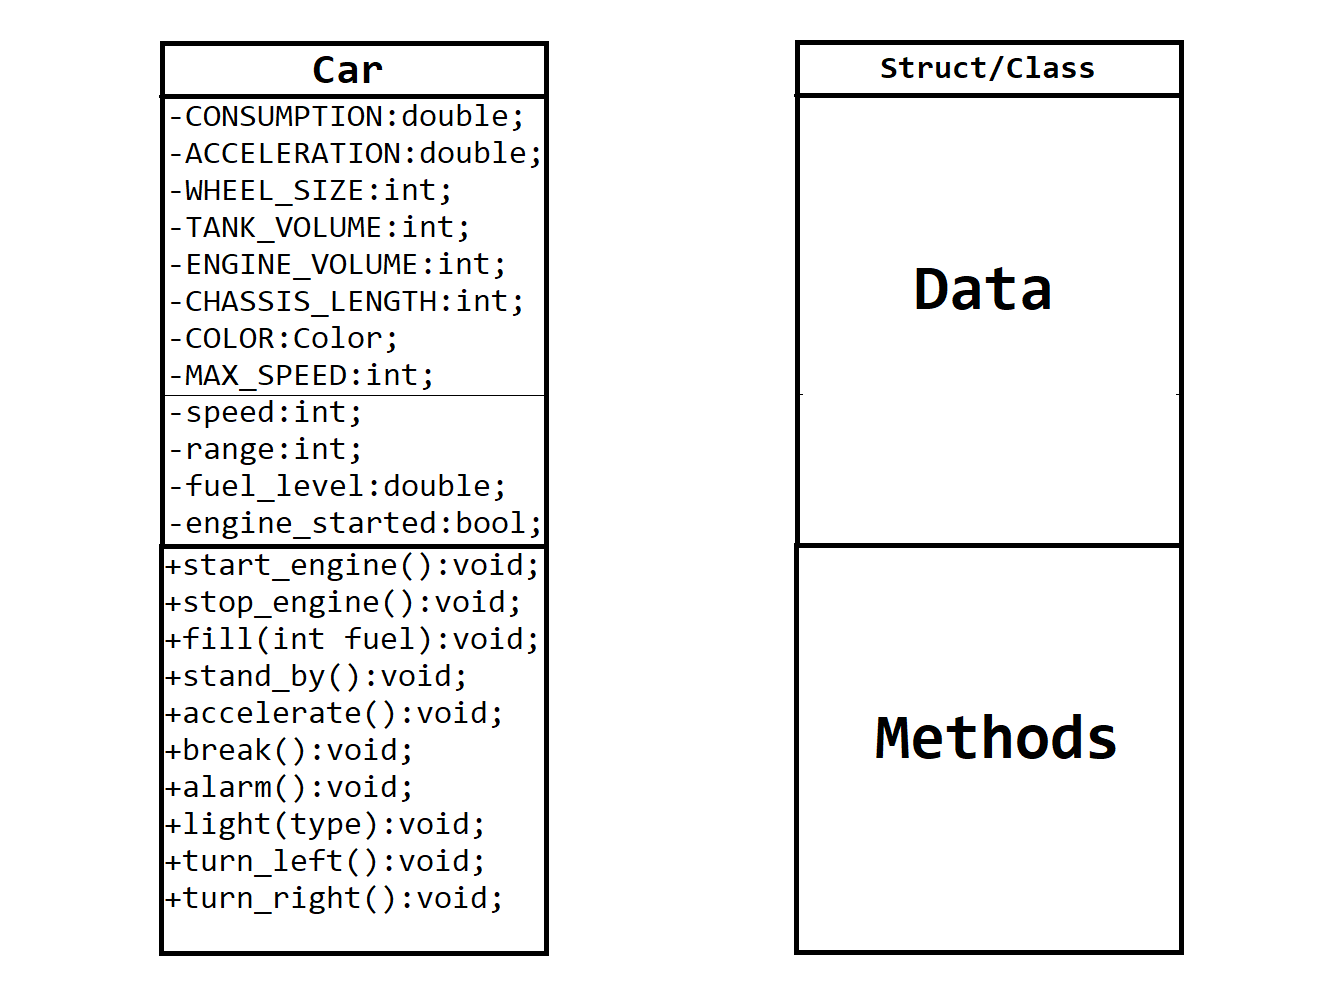 Car
-CONSUMPTION:double;
-ACCELERATION:double;
-WHEEL_SIZE:int;
-TANK_VOLUME:int;
-ENGINE_VOLUME:int;
-CHASSIS_LENGTH:int;
-COLOR:Color;
-MAX_SPEED:int;
-speed:int;
-range:int;
-fuel_level:double;
-engine_started:bool;
+start_engine():void;
+stop_engine():void;
+fill(int fuel):void;
+stand_by():void;
+accelerate():void;
+break():void;
+alarm():void;
+light(type):void;
+turn_left():void;
+turn_right():void;
Struct/Class
Data
Methods